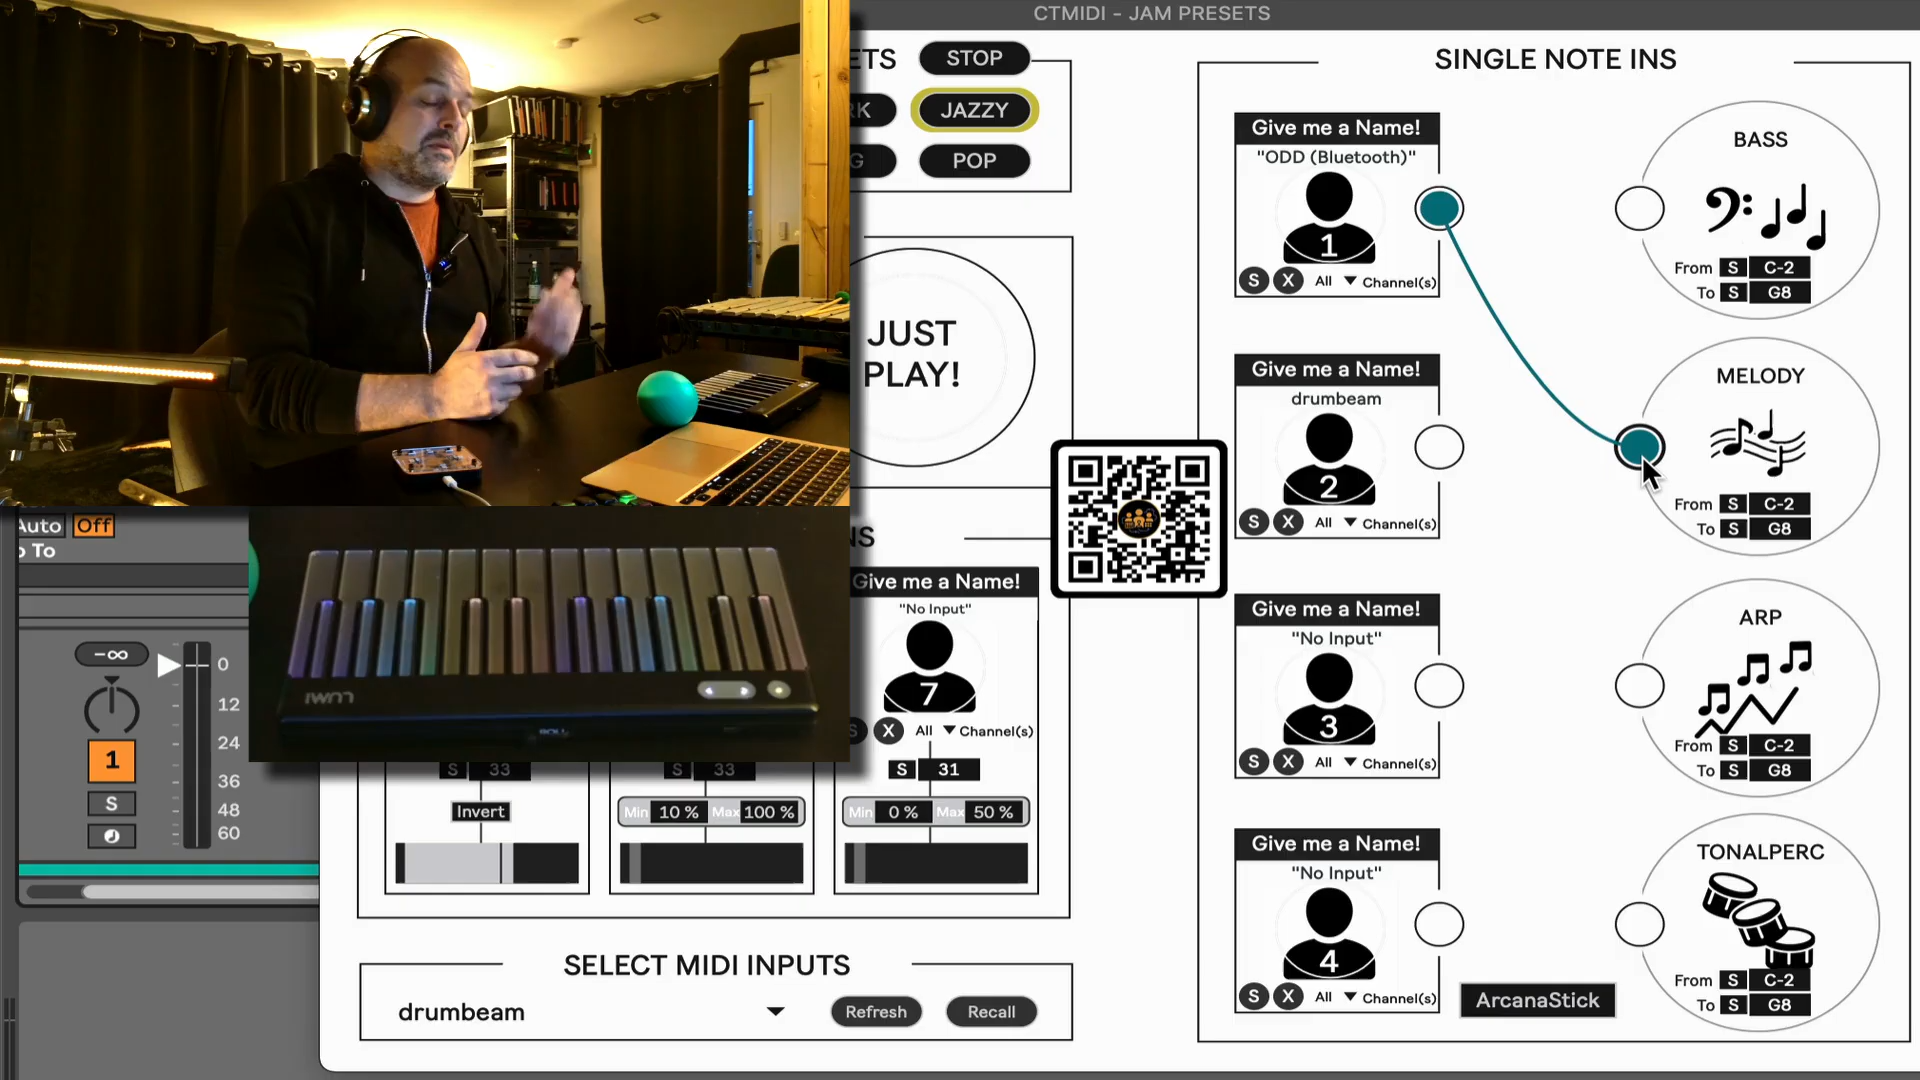 CTMIDI - JAM PRESETS
ETS
STOP
RK
JAZZY
G
POP
JUST
PLAY!
NS
Give me a Name!
"No Input"
7
S X All Channel(s)
S 33
S 33
S 31
Invert
Min 10 % Max 100 %
Min 0 % Max 50 %
SELECT MIDI INPUTS
drumbeam
Refresh
Recall
SINGLE NOTE INS
Give me a Name!
"ODD (Bluetooth)"
1
S X All Channel(s)
BASS
From S C-2
To S G8
Give me a Name!
drumbeam
2
S X All Channel(s)
MELODY
From S C-2
To S G8
Give me a Name!
"No Input"
3
S X All Channel(s)
ARP
From S C-2
To S G8
Give me a Name!
"No Input"
4
S X All Channel(s)
ArcanaStick
TONALPERC
From S C-2
To S G8
Auto Off
o To
-∞
0
12
24
36
48
60
1
S
LUMI